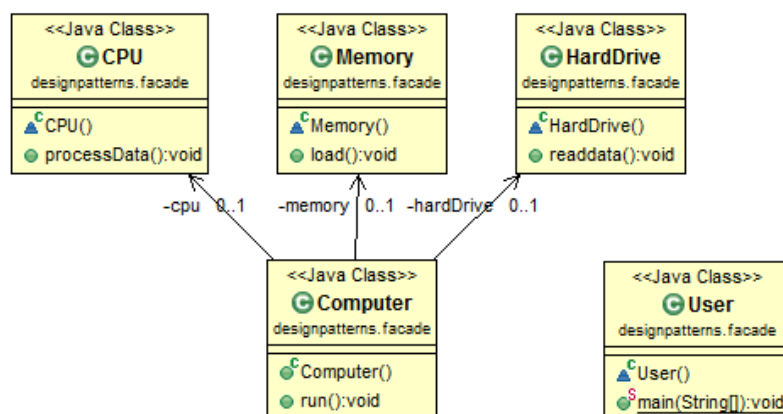 <<Java Class>>
CPU
designpatterns.facade
CPU()
processData():void
<<Java Class>>
Memory
designpatterns.facade
Memory()
load():void
<<Java Class>>
HardDrive
designpatterns.facade
HardDrive()
readdata():void
-cpu 0..1
-memory 0..1
-hardDrive 0..1
<<Java Class>>
Computer
designpatterns.facade
Computer()
run():void
<<Java Class>>
User
designpatterns.facade
User()
main(String[]):void